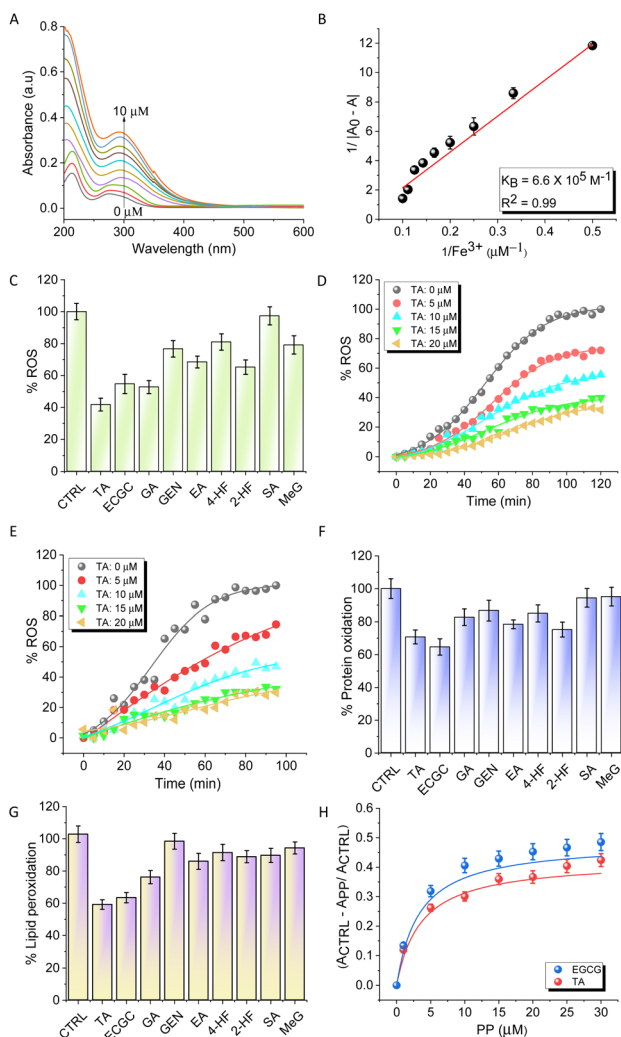 A
0.8
0.6
0.4
0.2
0.0
Absorbance (a.u)
10 µM
0 µM
200 300 400 500 600
Wavelength (nm)
B
12
10
8
6
4
2
0
1/ |A0 - A|
KB = 6.6 X 10^5 M^-1
R^2 = 0.99
0.0 0.1 0.2 0.3 0.4 0.5
1/Fe^3+ (µM^−1)
C
120
100
80
60
40
20
0
% ROS
CTRL TA ECGC GA GEN EA 4-HF 2-HF SA MeG
D
120
100
80
60
40
20
0
% ROS
TA: 0 µM
TA: 5 µM
TA: 10 µM
TA: 15 µM
TA: 20 µM
0 20 40 60 80 100 120
Time (min)
E
120
100
80
60
40
20
0
% ROS
TA: 0 µM
TA: 5 µM
TA: 10 µM
TA: 15 µM
TA: 20 µM
0 20 40 60 80 100
Time (min)
F
120
100
80
60
40
20
0
% Protein oxidation
CTRL TA ECGC GA GEN EA 4-HF 2-HF SA MeG
G
120
100
80
60
40
20
0
% Lipid peroxidation
CTRL TA ECGC GA GEN EA 4-HF 2-HF SA MeG
H
0.6
0.5
0.4
0.3
0.2
0.1
0.0
(ACTRL - APP/ ACTRL)
EGCG
TA
0 5 10 15 20 25 30
PP (µM)